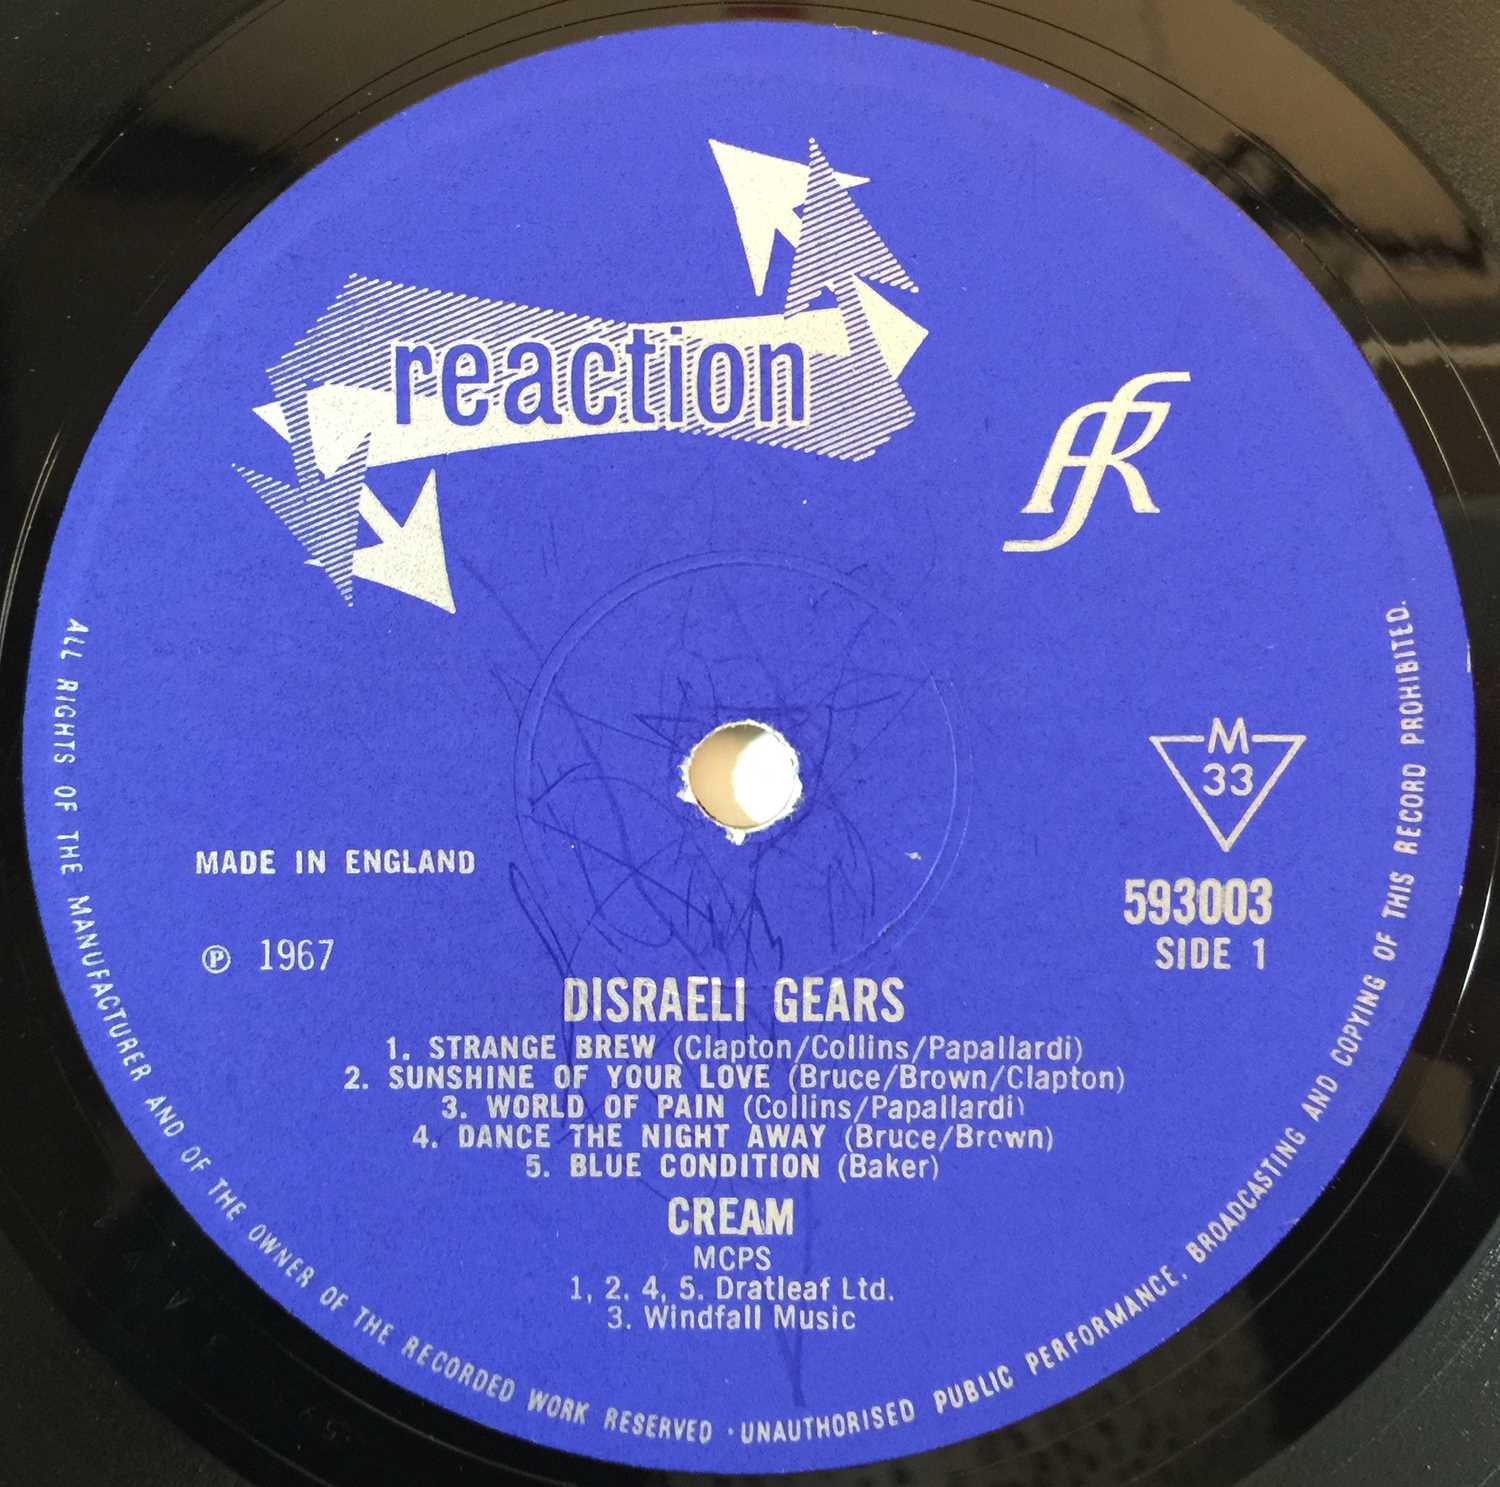 reaction
R
M
33
MADE IN ENGLAND
593003
SIDE 1
℗ 1967
DISRAELI GEARS
1. STRANGE BREW (Clapton/Collins/Papallardi)
2. SUNSHINE OF YOUR LOVE (Bruce/Brown/Clapton)
3. WORLD OF PAIN (Collins/Papallardi)
4. DANCE THE NIGHT AWAY (Bruce/Brown)
5. BLUE CONDITION (Baker)
CREAM
MCPS
1, 2, 4, 5. Dratleaf Ltd.
3. Windfall Music
ALL RIGHTS OF THE MANUFACTURER AND OF THE OWNER OF THE RECORDED WORK RESERVED · UNAUTHORISED PUBLIC PERFORMANCE, BROADCASTING AND COPYING OF THIS RECORD PROHIBITED.